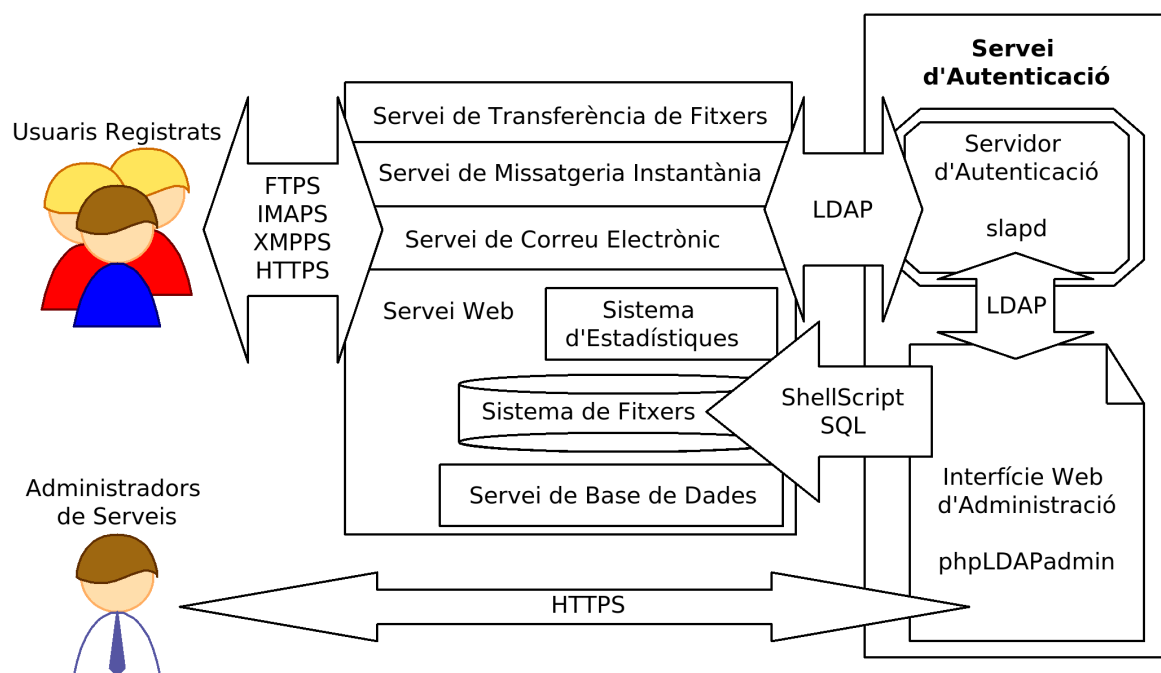 Servei
d'Autenticació
Usuaris Registrats
FTPS
IMAPS
XMPPS
HTTPS
Servei de Transferència de Fitxers
Servei de Missatgeria Instantània
Servei de Correu Electrònic
Servei Web
Sistema
d'Estadístiques
Sistema de Fitxers
Servei de Base de Dades
LDAP
Servidor
d'Autenticació
slapd
LDAP
ShellScript
SQL
Interfície Web
d'Administració
phpLDAPadmin
Administradors
de Serveis
HTTPS